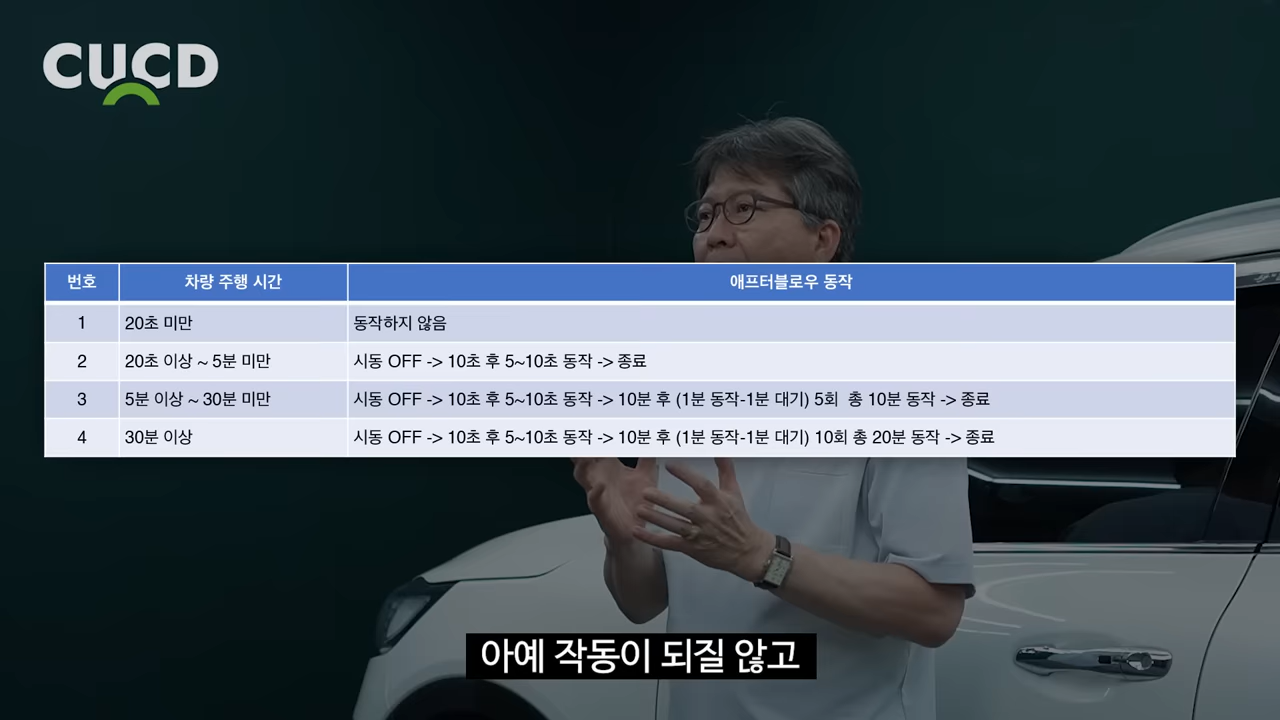 CUCD
번호 차량 주행 시간 애프터블로우 동작
1 20초 미만 동작하지 않음
2 20초 이상 ~ 5분 미만 시동 OFF -> 10초 후 5~10초 동작 -> 종료
3 5분 이상 ~ 30분 미만 시동 OFF -> 10초 후 5~10초 동작 -> 10분 후 (1분 동작-1분 대기) 5회 총 10분 동작 -> 종료
4 30분 이상 시동 OFF -> 10초 후 5~10초 동작 -> 10분 후 (1분 동작-1분 대기) 10회 총 20분 동작 -> 종료
아예 작동이 되질 않고